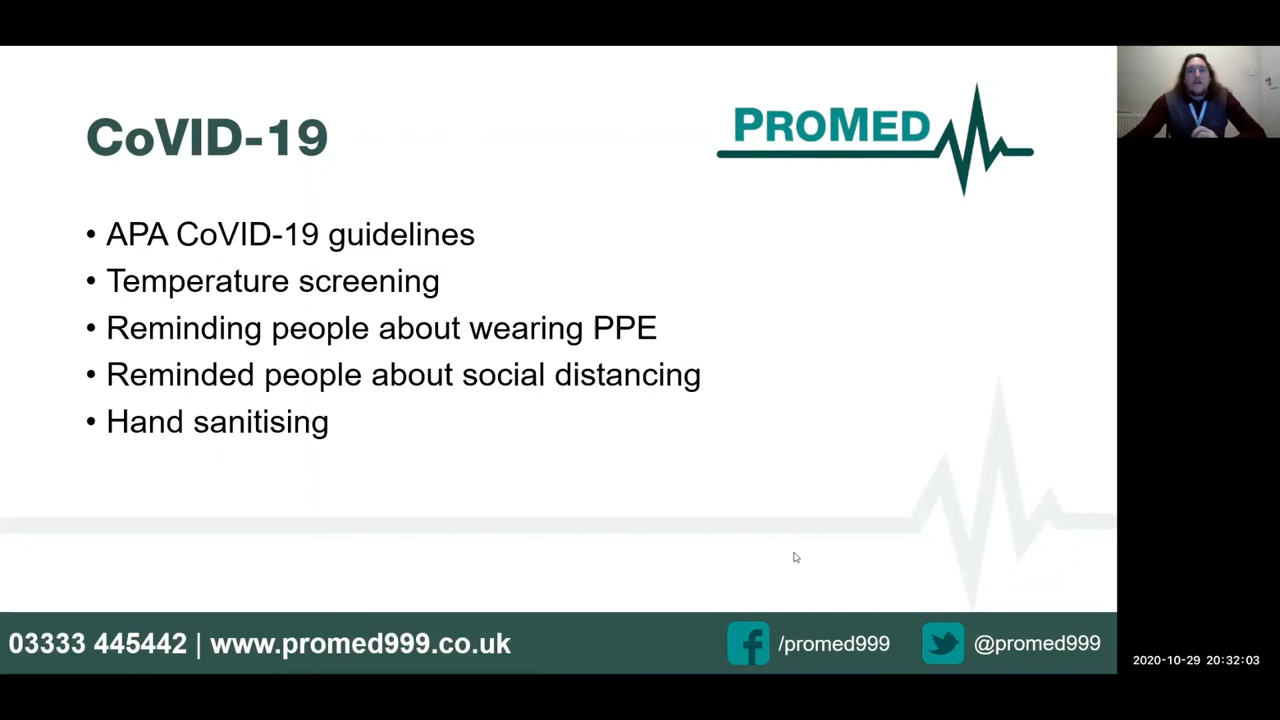 CoVID-19
PROMED
• APA CoVID-19 guidelines
• Temperature screening
• Reminding people about wearing PPE
• Reminded people about social distancing
• Hand sanitising
03333 445442 | www.promed999.co.uk
/promed999
@promed999
2020-10-29 20:32:03